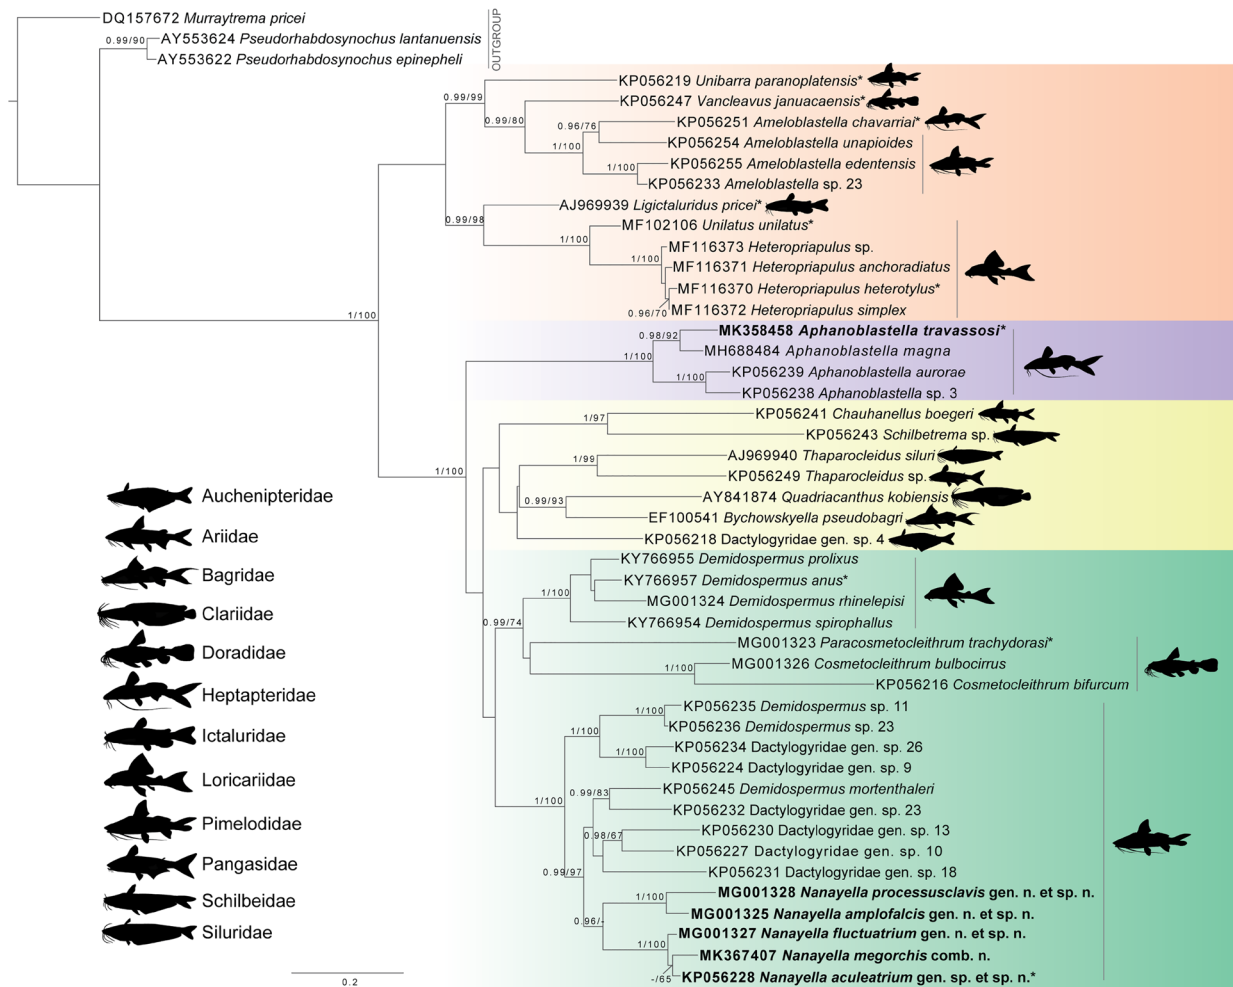 DQ157672 Murraytrema pricei
0.99/90
AY553624 Pseudorhabdosynochus lantanuensis
AY553622 Pseudorhabdosynochus epinepheli
OUTGROUP
KP056219 Unibarra paranoplatensis*
0.99/99
KP056247 Vancleavus januacaensis*
0.99/80
KP056251 Ameloblastella chavarriai*
0.96/76
KP056254 Ameloblastella unapioides
1/100
KP056255 Ameloblastella edentensis
1/100
KP056233 Ameloblastella sp. 23
AJ969939 Ligictaluridus pricei*
0.99/98
MF102106 Unilatus unilatus*
1/100
MF116373 Heteropriapulus sp.
1/100
MF116371 Heteropriapulus anchoradiatus
MF116370 Heteropriapulus heterotylus*
MF116372 Heteropriapulus simplex
0.96/70
1/100
MK358458 Aphanoblastella travassosi*
0.98/92
MH688484 Aphanoblastella magna
1/100
KP056239 Aphanoblastella aurorae
1/100
KP056238 Aphanoblastella sp. 3
KP056241 Chauhanellus boegeri
1/97
KP056243 Schilbetrema sp.
AJ969940 Thaparocleidus siluri
1/99
KP056249 Thaparocleidus sp.
1/100
AY841874 Quadriacanthus kobiensis
0.99/93
EF100541 Bychowskyella pseudobagri
KP056218 Dactylogyridae gen. sp. 4
KY766955 Demidospermus prolixus
KY766957 Demidospermus anus*
1/100
MG001324 Demidospermus rhinelepisi
KY766954 Demidospermus spirophallus
0.99/74
MG001323 Paracosmetocleithrum trachydorasi*
MG001326 Cosmetocleithrum bulbocirrus
1/100
KP056216 Cosmetocleithrum bifurcum
KP056235 Demidospermus sp. 11
1/100
KP056236 Demidospermus sp. 23
1/100
KP056234 Dactylogyridae gen. sp. 26
1/100
KP056224 Dactylogyridae gen. sp. 9
KP056245 Demidospermus mortenthaleri
0.99/83
1/100
KP056232 Dactylogyridae gen. sp. 23
KP056230 Dactylogyridae gen. sp. 13
0.98/67
KP056227 Dactylogyridae gen. sp. 10
KP056231 Dactylogyridae gen. sp. 18
0.99/97
MG001328 Nanayella processusclavis gen. n. et sp. n.
1/100
MG001325 Nanayella amplofalcis gen. n. et sp. n.
0.96/-
MG001327 Nanayella fluctuatrium gen. n. et sp. n.
1/100
MK367407 Nanayella megorchis comb. n.
KP056228 Nanayella aculeatrium gen. sp. et sp. n.*
-/65
Auchenipteridae
Ariidae
Bagridae
Clariidae
Doradidae
Heptapteridae
Ictaluridae
Loricariidae
Pimelodidae
Pangasidae
Schilbeidae
Siluridae
0.2